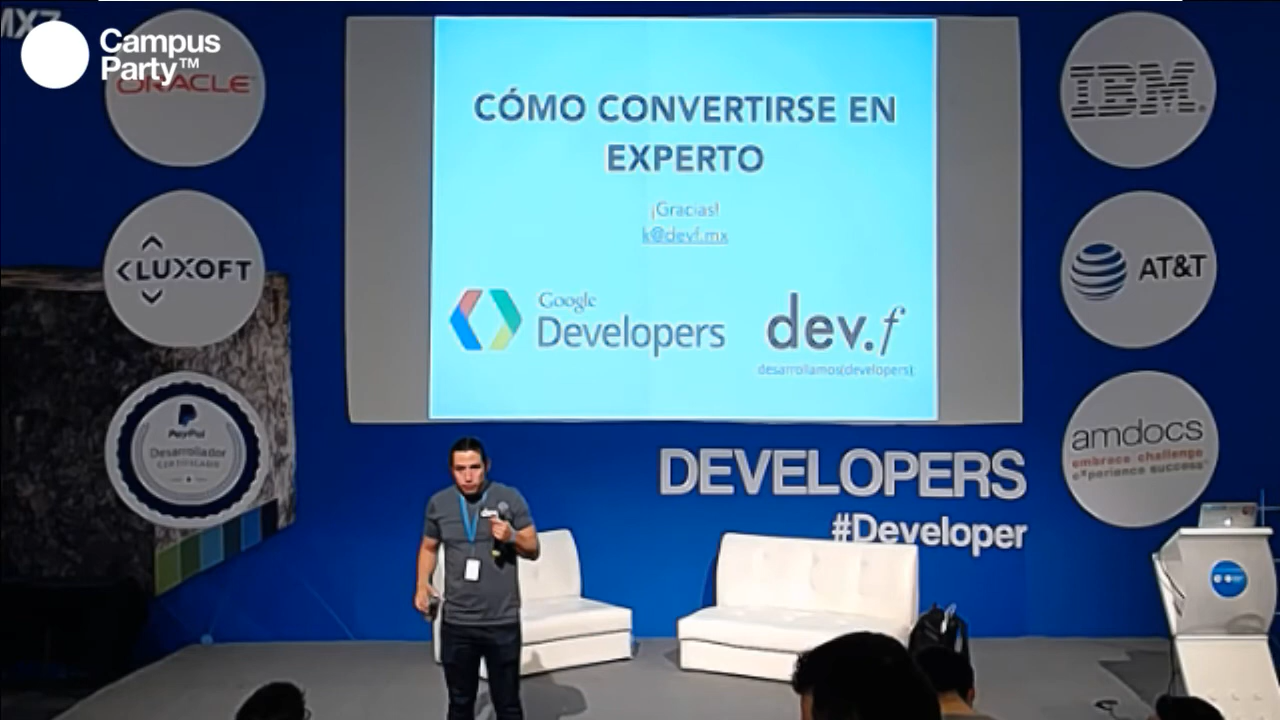 Campus
Party™
ORACLE
LUXOFT
PayPal
Desarrollador
CERTIFICADO
CÓMO CONVERTIRSE EN
EXPERTO
¡Gracias!
k@devf.mx
Google
Developers
dev.f
desarrollamos(developers)
DEVELOPERS
#Developer
IBM
AT&T
amdocs
embrace challenge
experience success